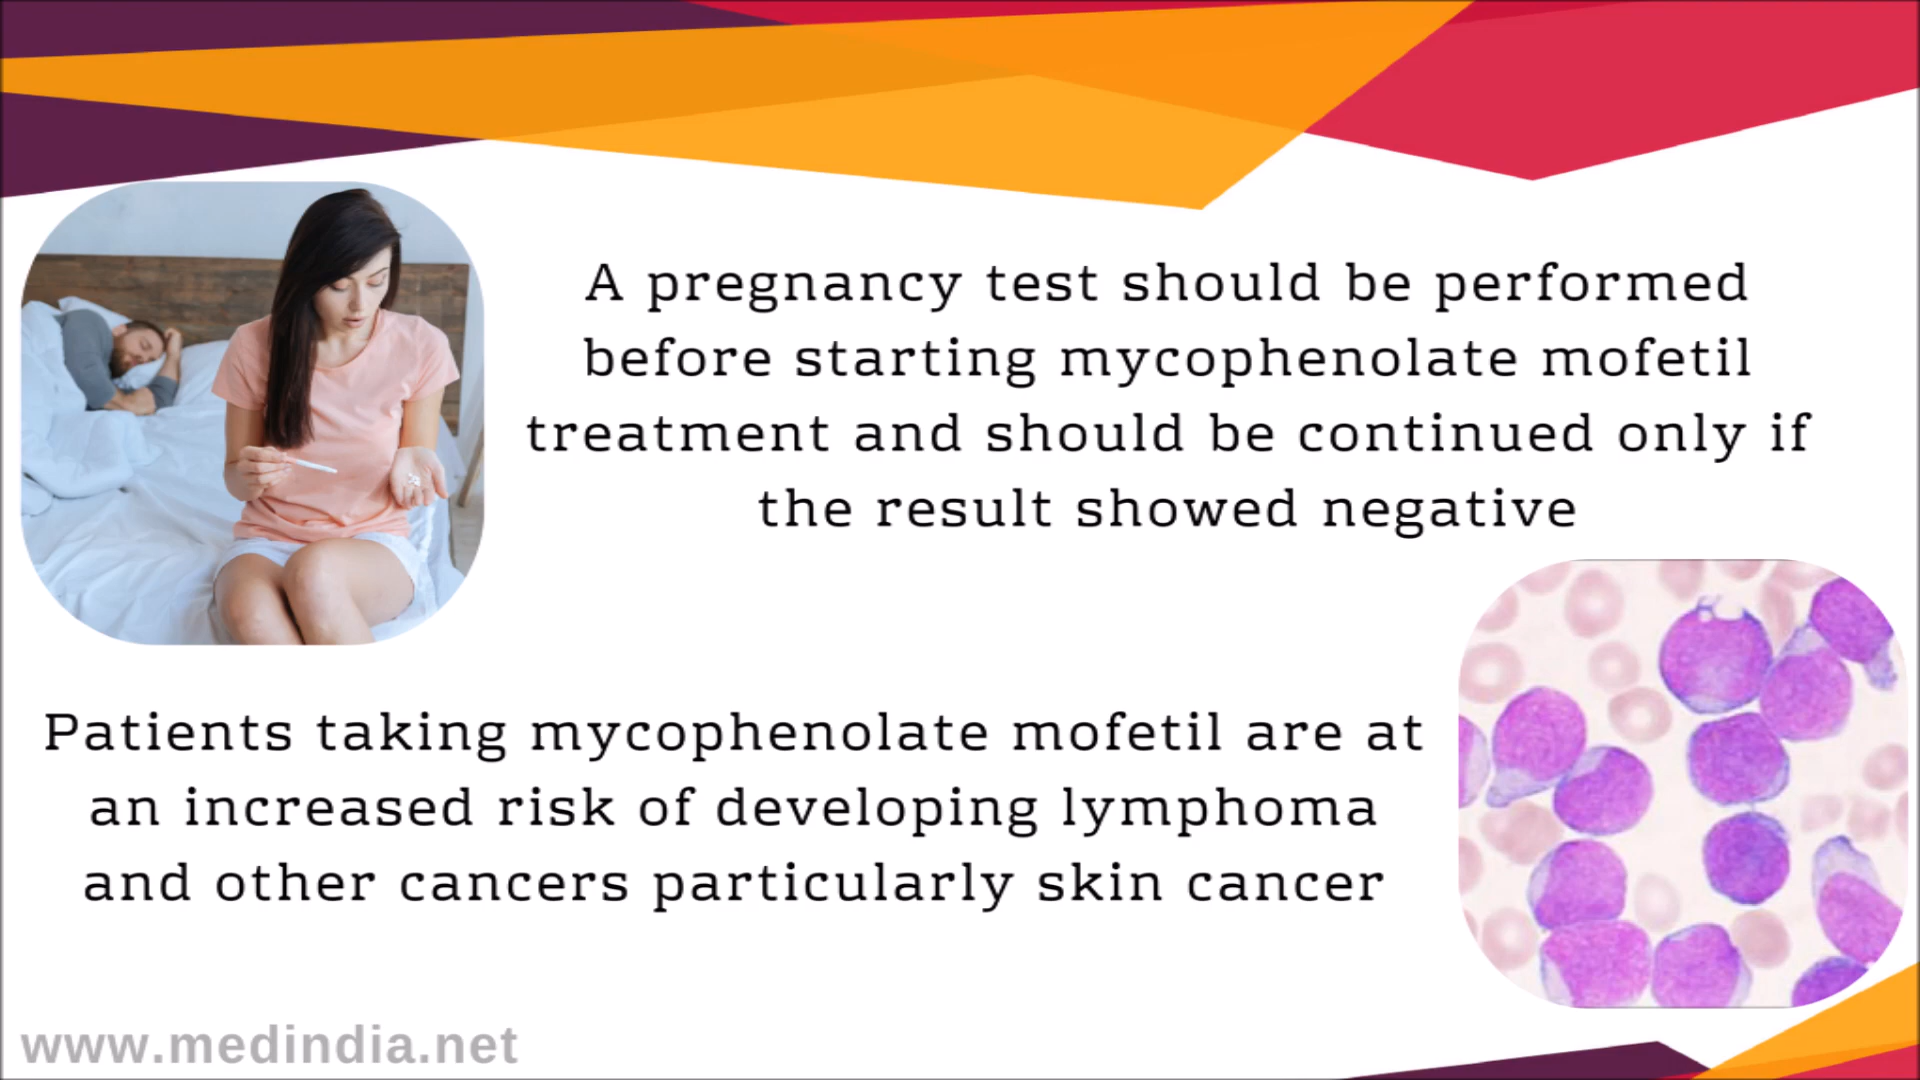 A pregnancy test should be performed
before starting mycophenolate mofetil
treatment and should be continued only if
the result showed negative
Patients taking mycophenolate mofetil are at
an increased risk of developing lymphoma
and other cancers particularly skin cancer
www.medindia.net